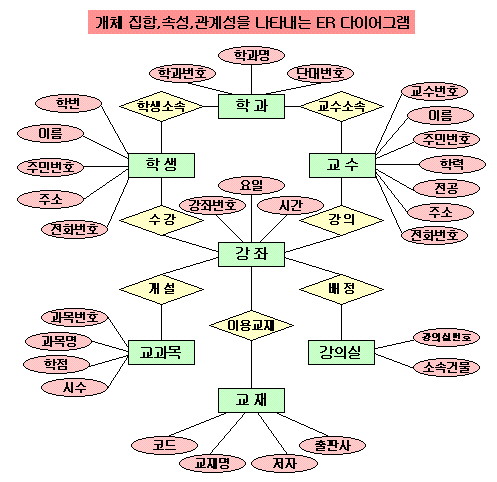 개체 집합,속성,관계성을 나타내는 ER 다이어그램
학과명
학과번호
단대번호
학생소속
학 과
교수소속
교수번호
학번
이름
이름
주민번호
주민번호
학 생
교 수
학력
주소
전공
전화번호
주소
전화번호
요일
강좌번호
시간
수강
강의
강 좌
개 설
배 정
과목번호
이용교재
과목명
교과목
강의실
강의실번호
학점
소속건물
시수
교 재
코드
출판사
교재명
저자